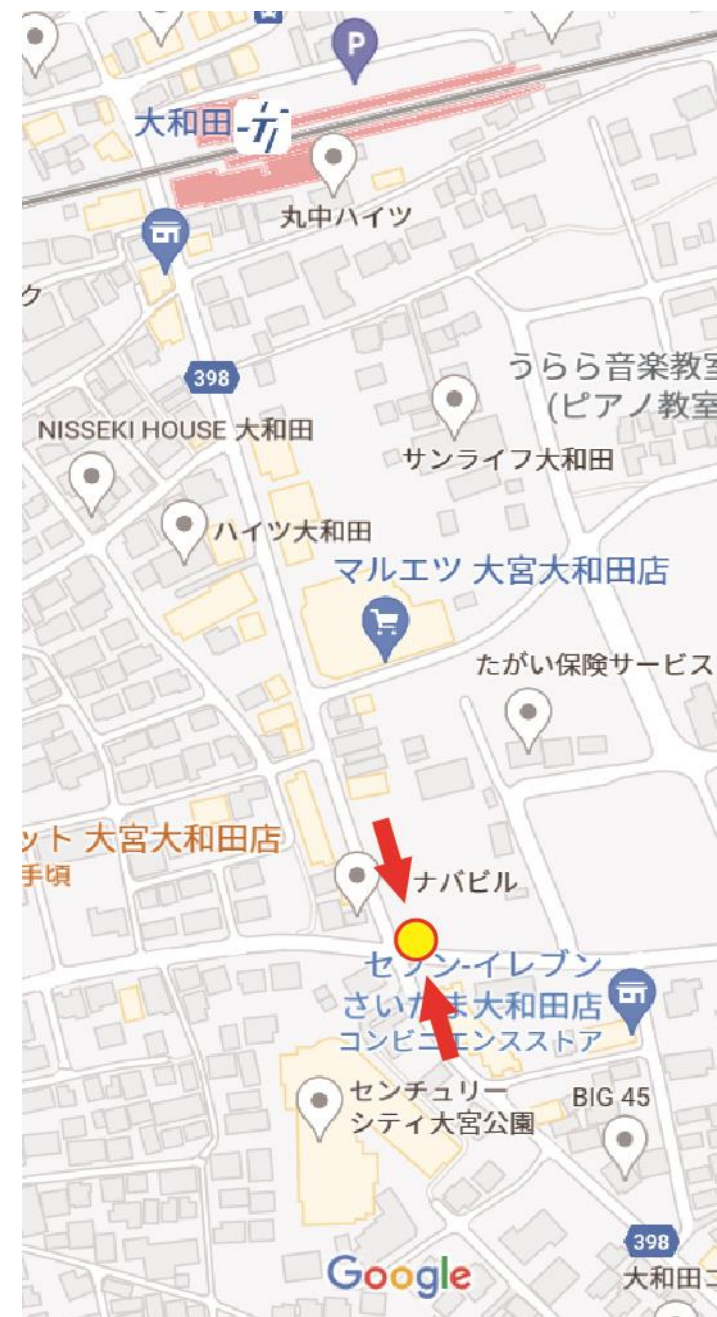 P
大和田
丸中ハイツ
ク
398
うらら音楽教室
(ピアノ教室
NISSEKI HOUSE 大和田
サンライフ大和田
ハイツ大和田
マルエツ 大宮大和田店
たがい保険サービス
ット 大宮大和田店
手頃
ナバビル
セブン-イレブン
さいたま大和田店
コンビニエンスストア
センチュリー
シティ大宮公園
BIG 45
398
大和田ニ
Google